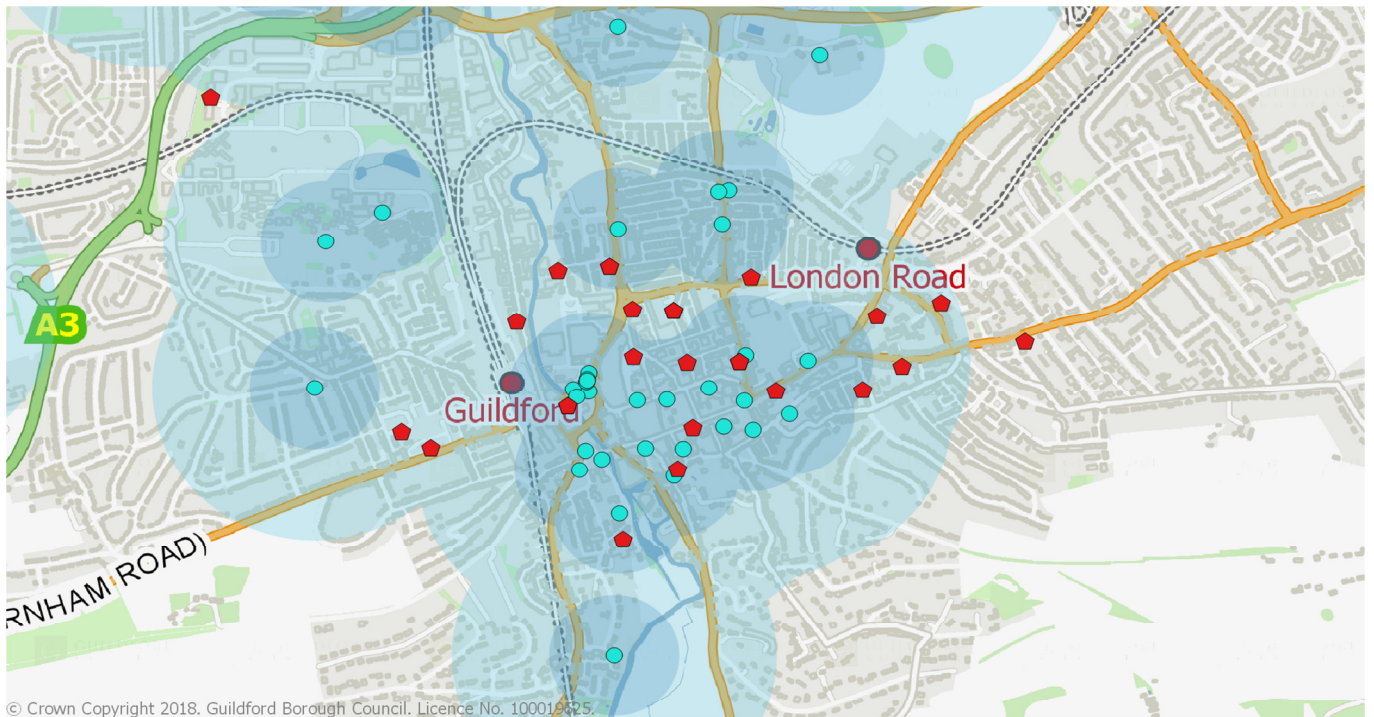 London Road
A3
Guildford
RNHAM ROAD)
© Crown Copyright 2018. Guildford Borough Council. Licence No. 100019625.